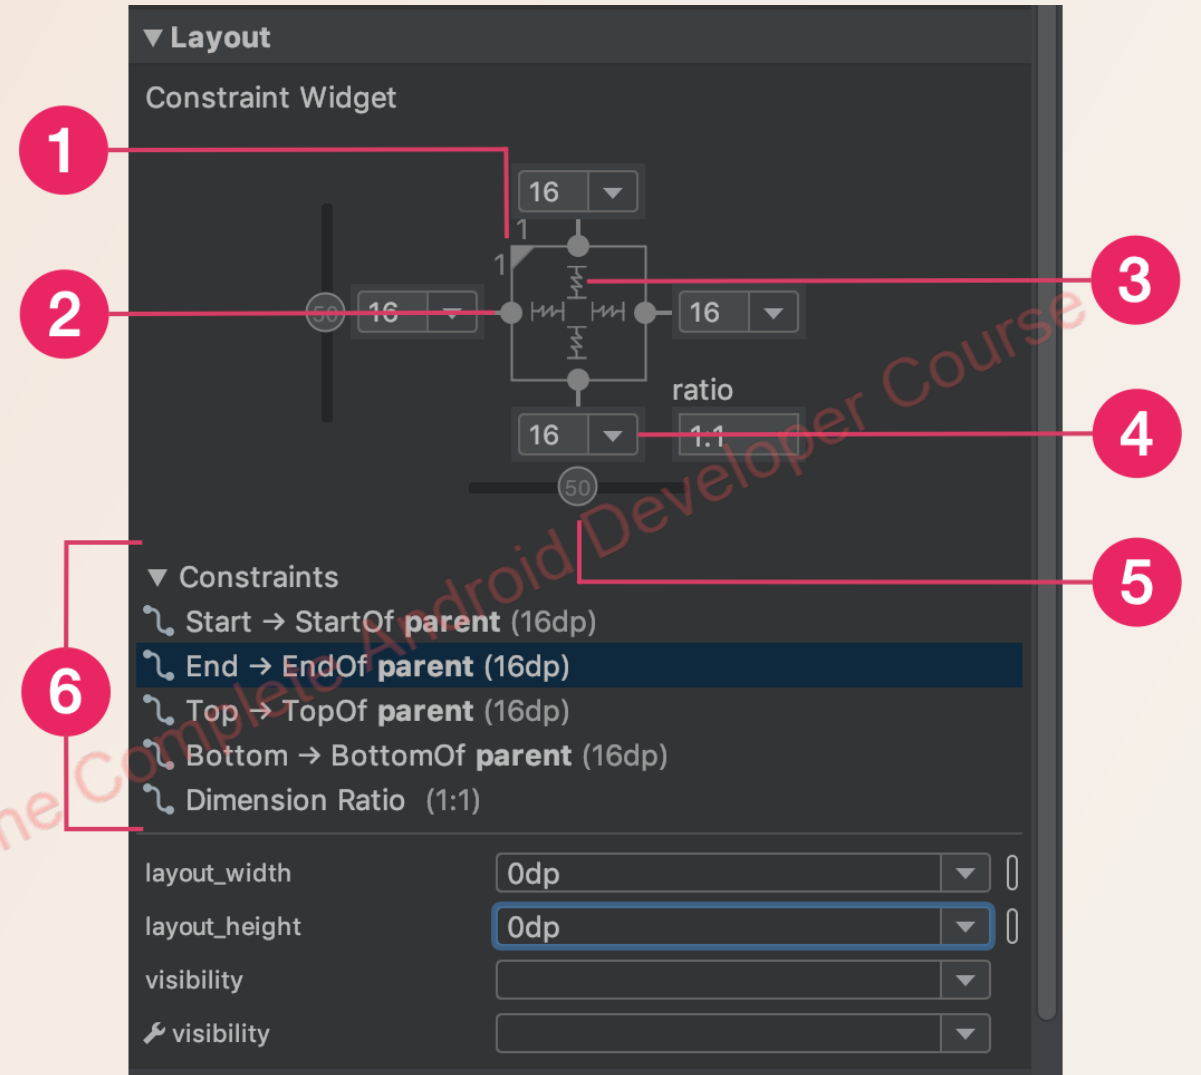 Layout
Constraint Widget
1
16
1
1
2
50
16
16
3
ratio
16
1:1
4
50
5
Constraints
Start → StartOf parent (16dp)
End → EndOf parent (16dp)
6
Top → TopOf parent (16dp)
Bottom → BottomOf parent (16dp)
Dimension Ratio (1:1)
layout_width 0dp
layout_height 0dp
visibility
visibility
Complete Android Developer Course